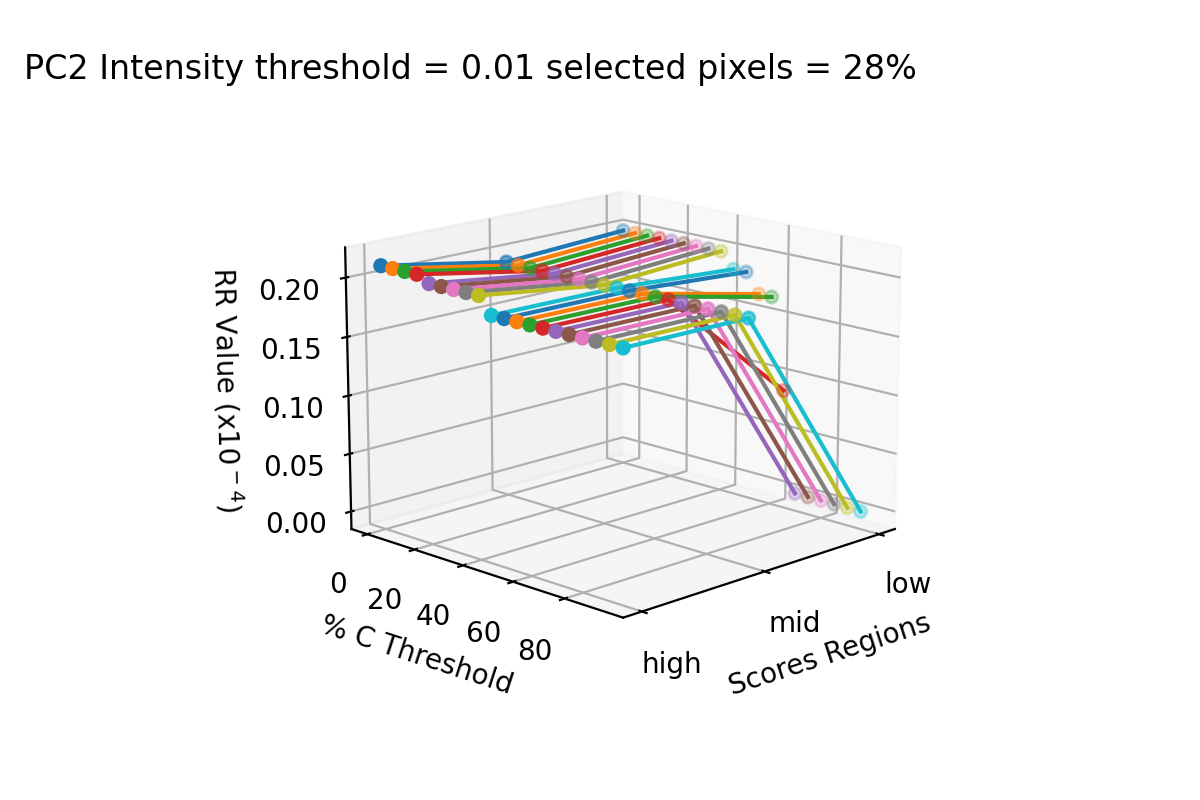 PC2 Intensity threshold = 0.01 selected pixels = 28%
RR Value (x10⁻⁴)
0.20
0.15
0.10
0.05
0.00
0
20
40
60
80
% C Threshold
high
mid
low
Scores Regions